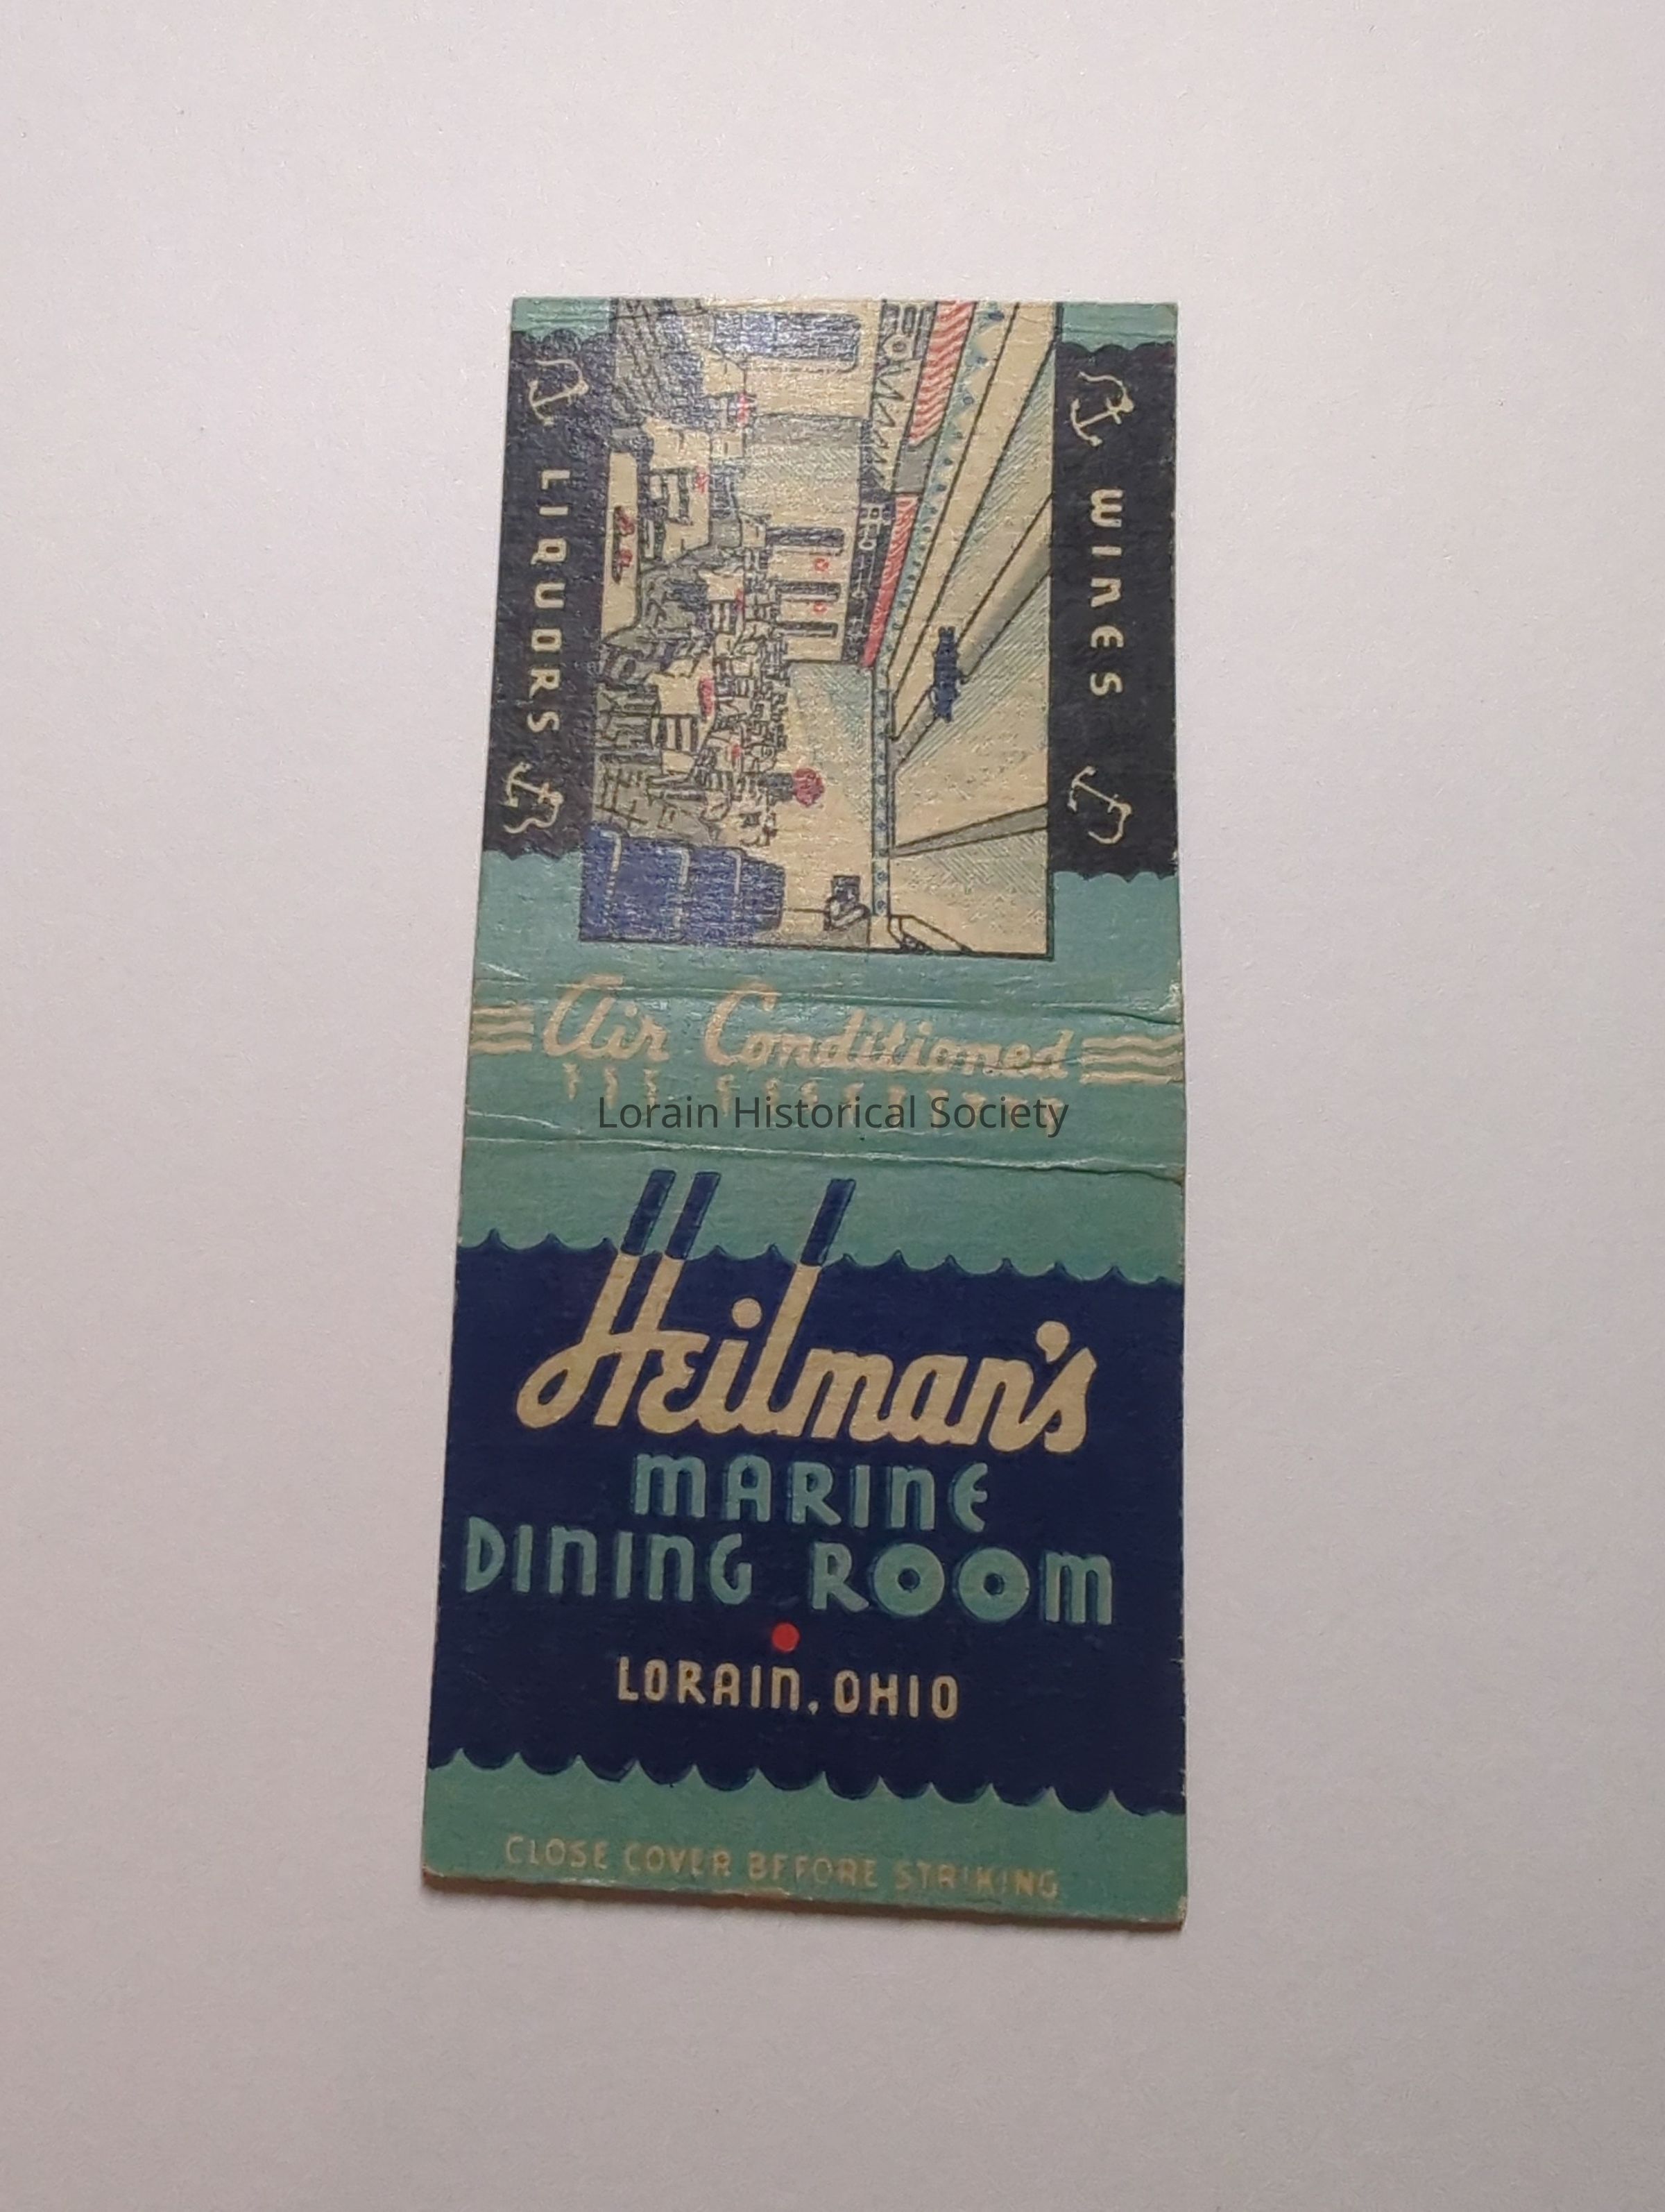 LIQUORS
WINES
Air Conditioned
Lorain Historical Society
Heilman's
MARINE
DINING ROOM
LORAIN, OHIO
CLOSE COVER BEFORE STRIKING